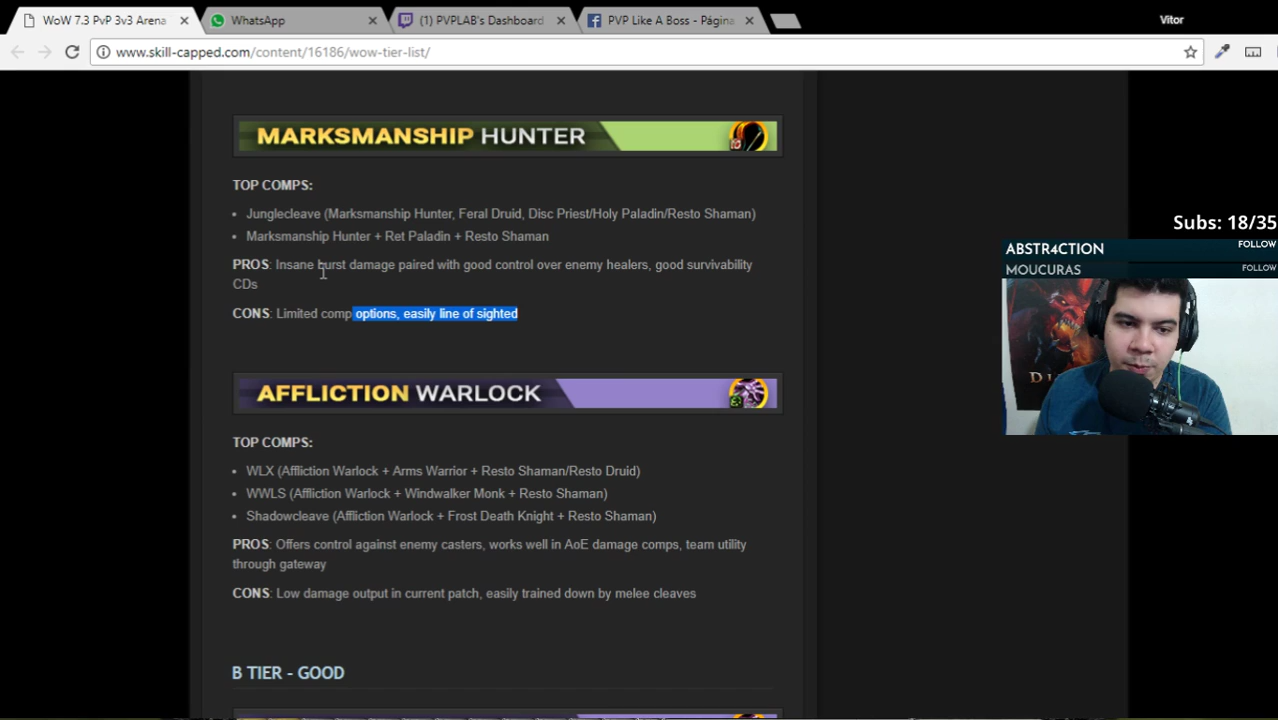 WoW 7.3 PvP 3v3 Arena
WhatsApp
(1) PVPLAB's Dashboard
PVP Like A Boss - Página
Vitor
www.skill-capped.com/content/16186/wow-tier-list/
MARKSMANSHIP HUNTER
TOP COMPS:
Junglecleave (Marksmanship Hunter, Feral Druid, Disc Priest/Holy Paladin/Resto Shaman)
Marksmanship Hunter + Ret Paladin + Resto Shaman
PROS: Insane burst damage paired with good control over enemy healers, good survivability
CDs
CONS: Limited comp options, easily line of sighted
Subs: 18/35
ABSTR4CTION FOLLOW
MOUCURAS FOLLOW
AFFLICTION WARLOCK
TOP COMPS:
WLX (Affliction Warlock + Arms Warrior + Resto Shaman/Resto Druid)
WWLS (Affliction Warlock + Windwalker Monk + Resto Shaman)
Shadowcleave (Affliction Warlock + Frost Death Knight + Resto Shaman)
PROS: Offers control against enemy casters, works well in AoE damage comps, team utility
through gateway
CONS: Low damage output in current patch, easily trained down by melee cleaves
B TIER - GOOD